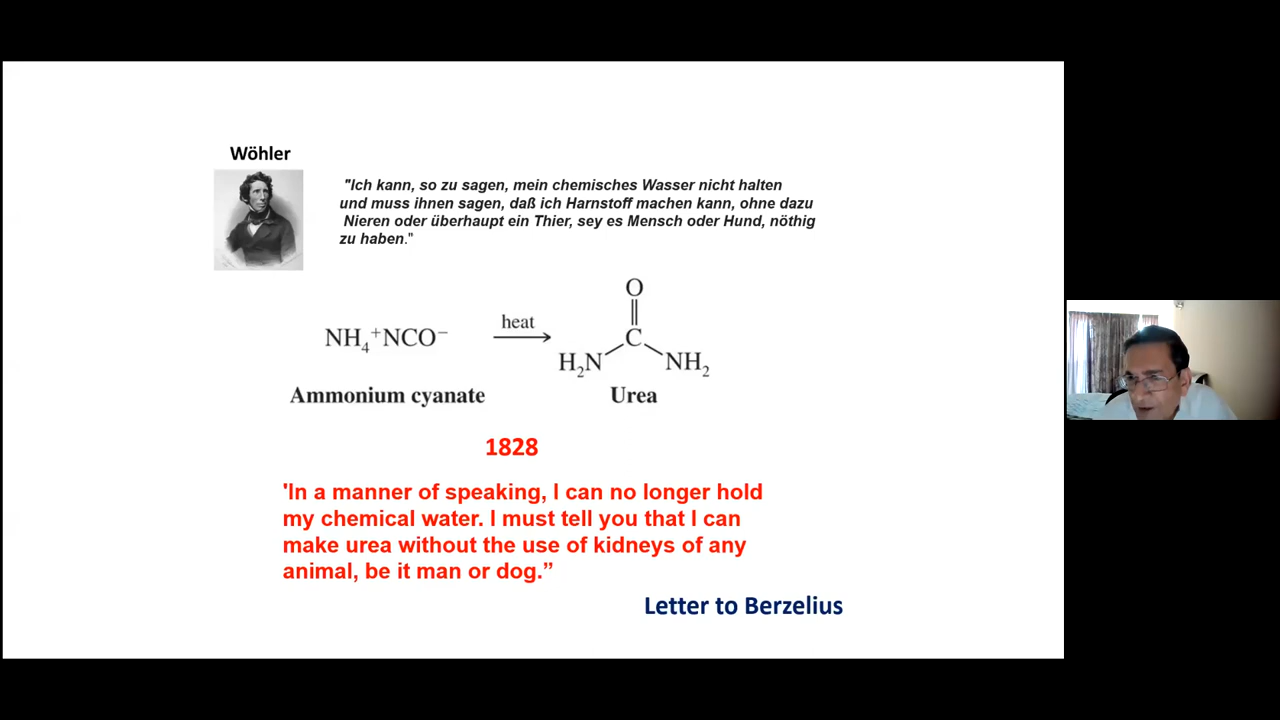 Wöhler
"Ich kann, so zu sagen, mein chemisches Wasser nicht halten
und muss ihnen sagen, daß ich Harnstoff machen kann, ohne dazu
Nieren oder überhaupt ein Thier, sey es Mensch oder Hund, nöthig
zu haben."
O
NH₄⁺NCO⁻ heat C
H₂N NH₂
Ammonium cyanate Urea
1828
'In a manner of speaking, I can no longer hold
my chemical water. I must tell you that I can
make urea without the use of kidneys of any
animal, be it man or dog.”
Letter to Berzelius